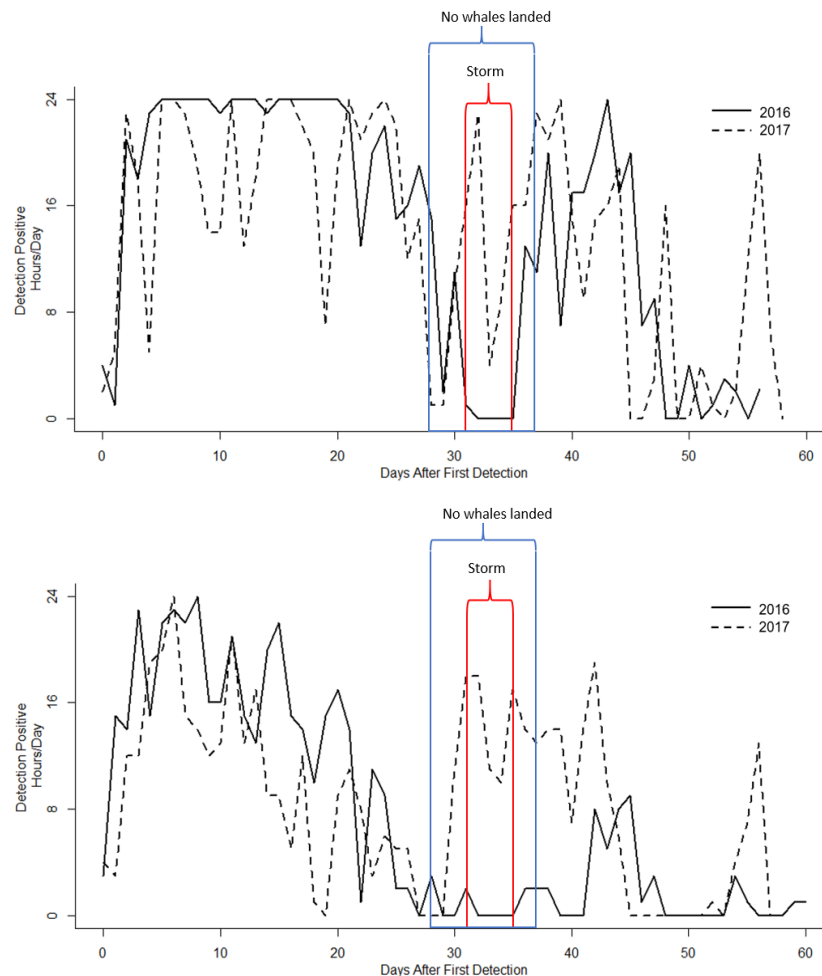 No whales landed
Storm
24
16
8
0
Detection Positive
Hours/Day
2016
2017
0 10 20 30 40 50 60
Days After First Detection
No whales landed
Storm
24
16
8
0
Detection Positive
Hours/Day
2016
2017
0 10 20 30 40 50 60
Days After First Detection